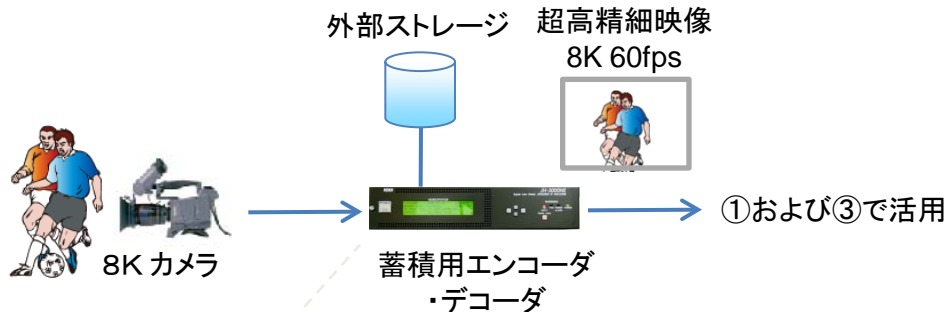 外部ストレージ
超高精細映像
8K 60fps
8K カメラ
蓄積用エンコーダ
・デコーダ
①および③で活用